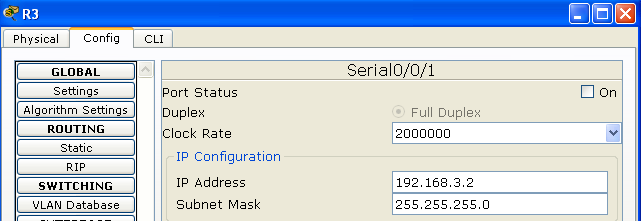 R3
Physical Config CLI
GLOBAL
Settings
Algorithm Settings
ROUTING
Static
RIP
SWITCHING
VLAN Database
Serial0/0/1
Port Status On
Duplex Full Duplex
Clock Rate 2000000
IP Configuration
IP Address 192.168.3.2
Subnet Mask 255.255.255.0